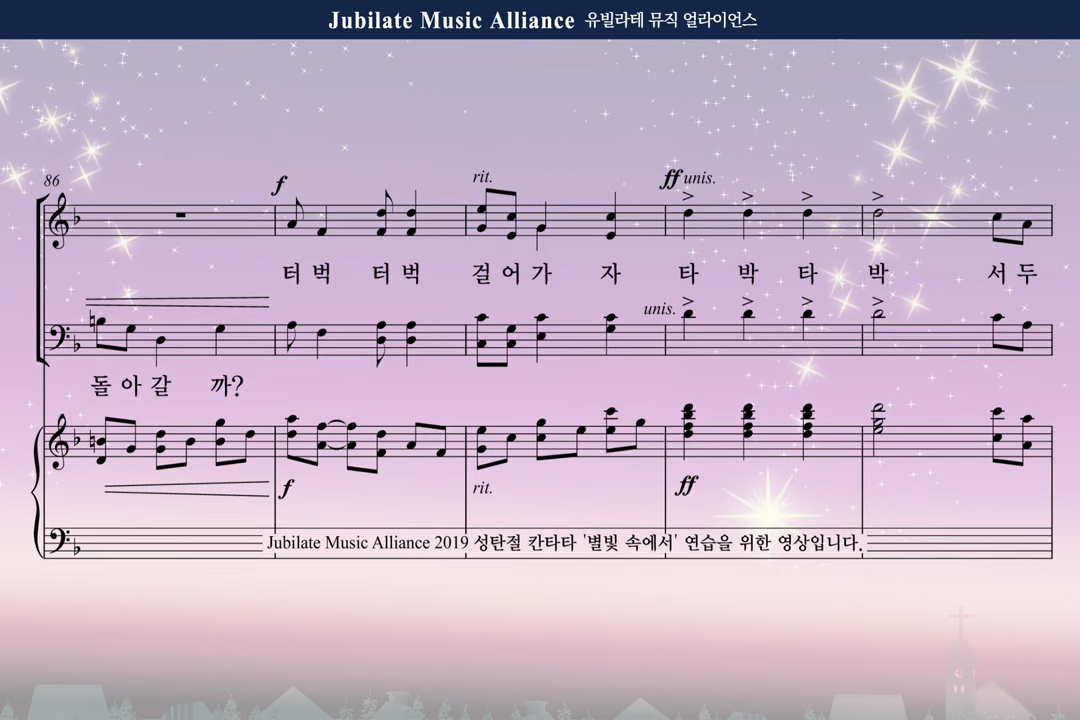 Jubilate Music Alliance 유빌라테 뮤직 얼라이언스
86
f
rit.
ff unis.
터 벅 터 벅 걸 어 가 자 타 박 타 박 서 두
unis.
돌 아 갈 까?
f
rit.
ff
Jubilate Music Alliance 2019 성탄절 칸타타 '별빛 속에서' 연습을 위한 영상입니다.